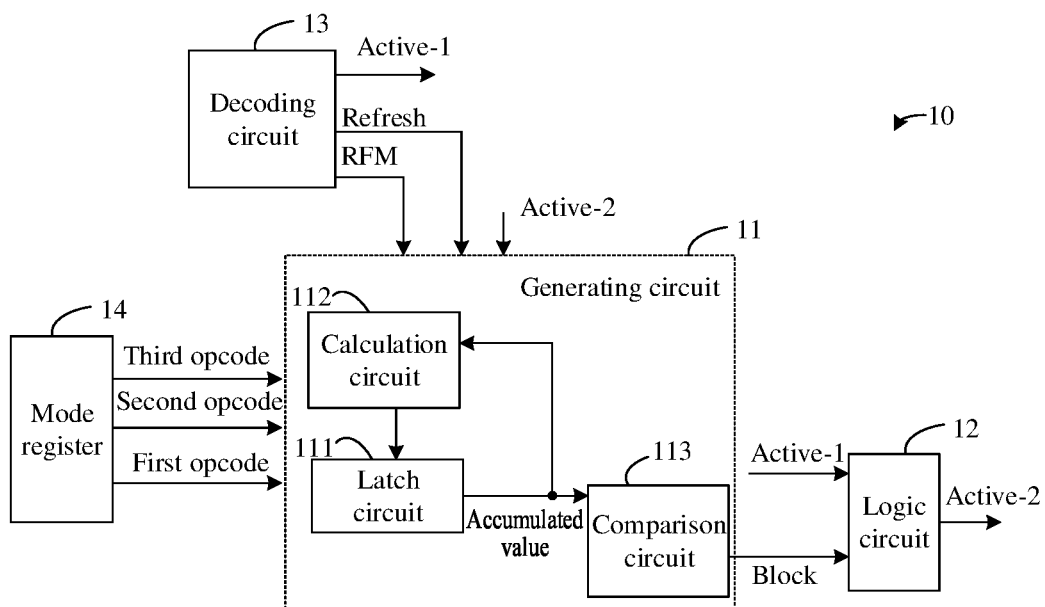 13
Active-1
Decoding
circuit
Refresh
RFM
10
Active-2
11
Generating circuit
112
Calculation
circuit
14
Third opcode
Second opcode
First opcode
Mode
register
111
Latch
circuit
Accumulated
value
113
Comparison
circuit
Active-1
Block
12
Logic
circuit
Active-2